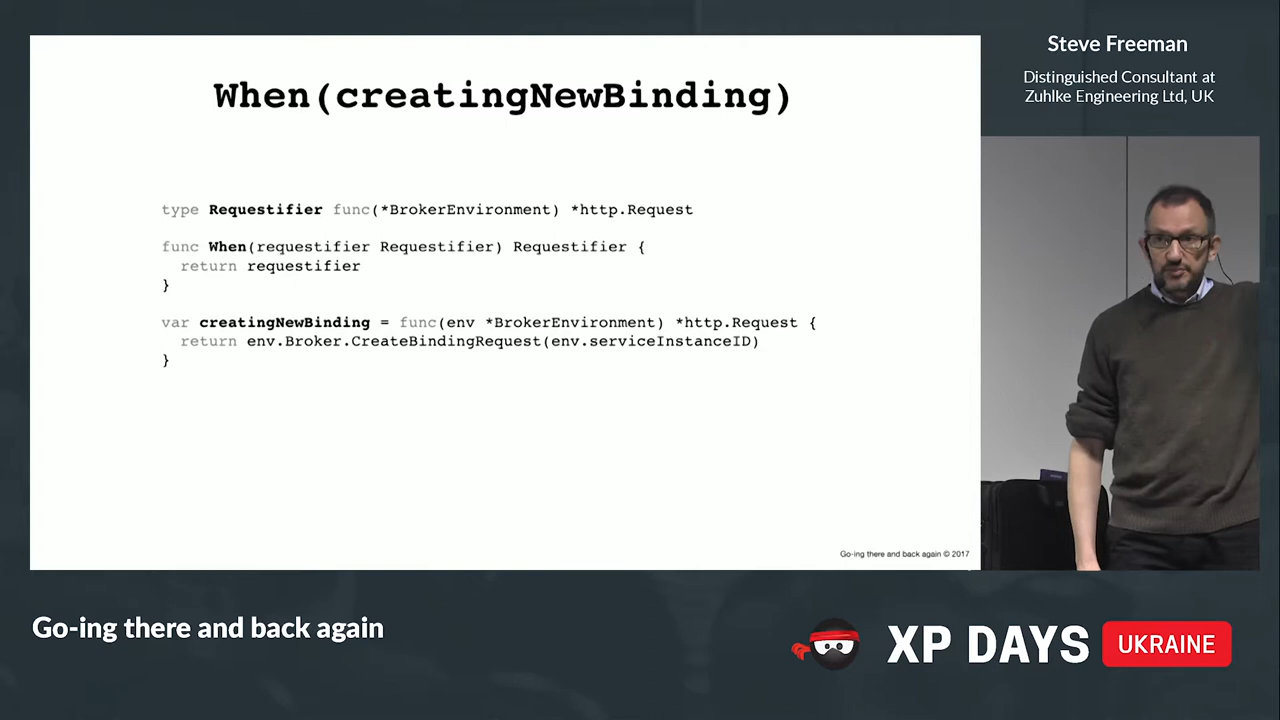 When(creatingNewBinding)
type Requestifier func(*BrokerEnvironment) *http.Request
func When(requestifier Requestifier) Requestifier {
return requestifier
}
var creatingNewBinding = func(env *BrokerEnvironment) *http.Request {
return env.Broker.CreateBindingRequest(env.serviceInstanceID)
}
Go-ing there and back again © 2017
Steve Freeman
Distinguished Consultant at
Zuhlke Engineering Ltd, UK
Go-ing there and back again
XP DAYS UKRAINE